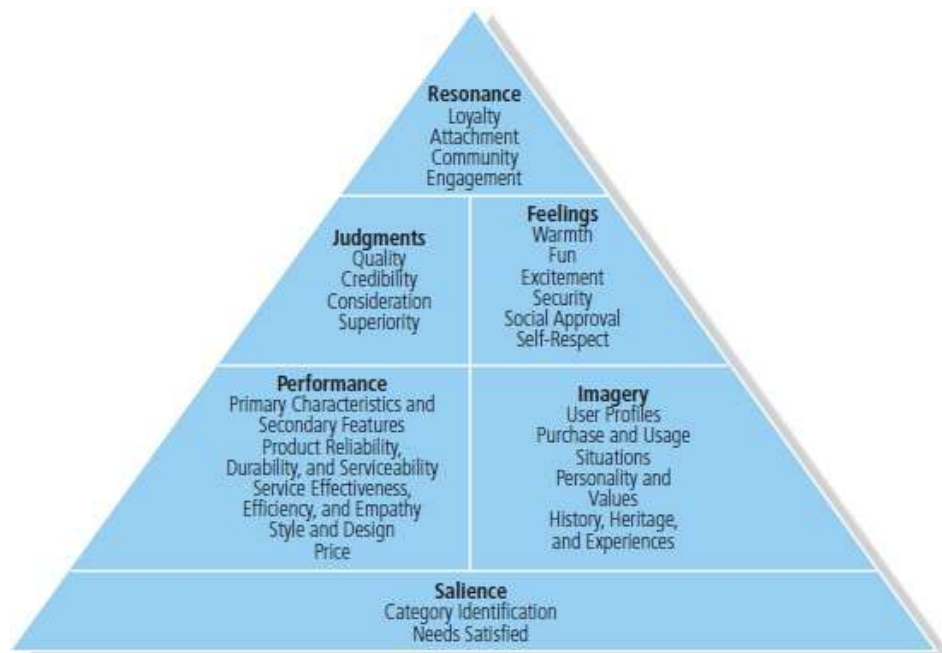 Resonance
Loyalty
Attachment
Community
Engagement
Judgments
Quality
Credibility
Consideration
Superiority
Feelings
Warmth
Fun
Excitement
Security
Social Approval
Self-Respect
Performance
Primary Characteristics and
Secondary Features
Product Reliability,
Durability, and Serviceability
Service Effectiveness,
Efficiency, and Empathy
Style and Design
Price
Imagery
User Profiles
Purchase and Usage
Situations
Personality and
Values
History, Heritage,
and Experiences
Salience
Category Identification
Needs Satisfied